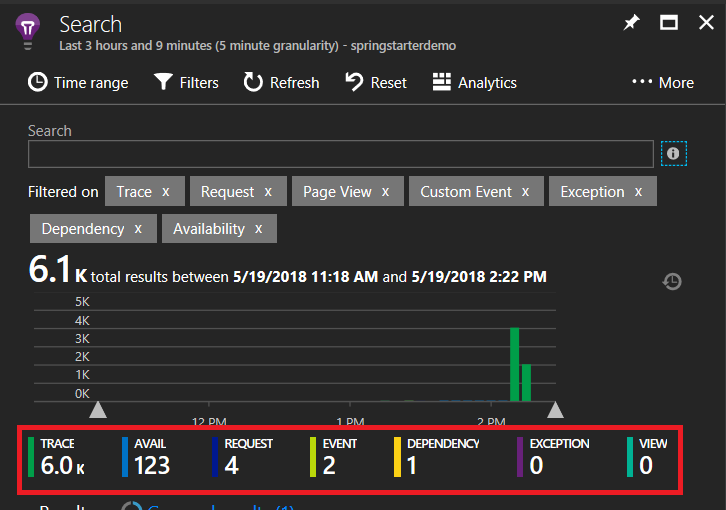 Search
Last 3 hours and 9 minutes (5 minute granularity) - springstarterdemo
Time range Filters Refresh Reset Analytics ••• More
Search
Filtered on Trace x Request x Page View x Custom Event x Exception x
Dependency x Availability x
6.1K total results between 5/19/2018 11:18 AM and 5/19/2018 2:22 PM
5K
4K
3K
2K
1K
0K
12 PM 1 PM 2 PM
TRACE AVAIL REQUEST EVENT DEPENDENCY EXCEPTION VIEW
6.0 K 123 4 2 1 0 0